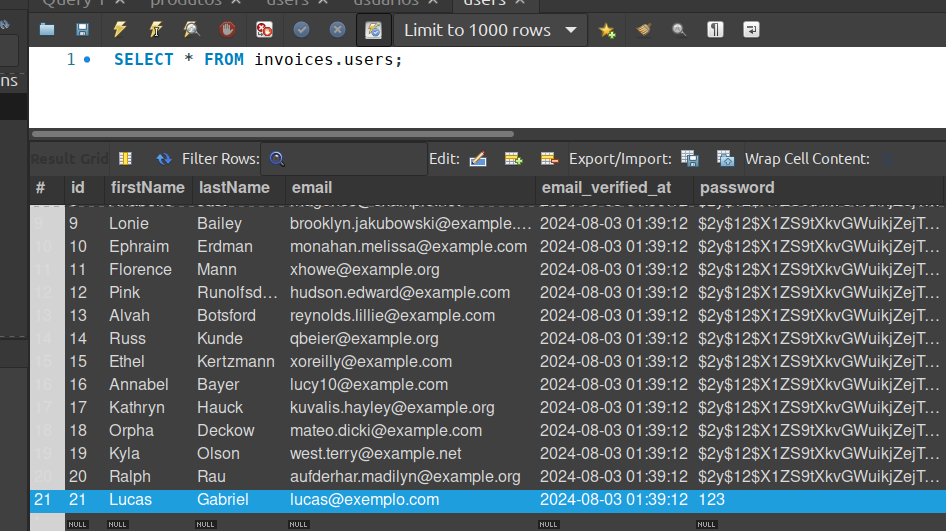 Query 1 produtos users usuarios users
Limit to 1000 rows
1 SELECT * FROM invoices.users;
Result Grid Filter Rows: Edit: Export/Import: Wrap Cell Content:
# id firstName lastName email email_verified_at password
9 9 Lonie Bailey brooklyn.jakubowski@example.… 2024-08-03 01:39:12 $2y$12$X1ZS9tXkvGWuikjZejT…
10 10 Ephraim Erdman monahan.melissa@example.com 2024-08-03 01:39:12 $2y$12$X1ZS9tXkvGWuikjZejT…
11 11 Florence Mann xhowe@example.org 2024-08-03 01:39:12 $2y$12$X1ZS9tXkvGWuikjZejT…
12 12 Pink Runolfsd… hudson.edward@example.com 2024-08-03 01:39:12 $2y$12$X1ZS9tXkvGWuikjZejT…
13 13 Alvah Botsford reynolds.lillie@example.com 2024-08-03 01:39:12 $2y$12$X1ZS9tXkvGWuikjZejT…
14 14 Russ Kunde qbeier@example.org 2024-08-03 01:39:12 $2y$12$X1ZS9tXkvGWuikjZejT…
15 15 Ethel Kertzmann xoreilly@example.com 2024-08-03 01:39:12 $2y$12$X1ZS9tXkvGWuikjZejT…
16 16 Annabel Bayer lucy10@example.com 2024-08-03 01:39:12 $2y$12$X1ZS9tXkvGWuikjZejT…
17 17 Kathryn Hauck kuvalis.hayley@example.org 2024-08-03 01:39:12 $2y$12$X1ZS9tXkvGWuikjZejT…
18 18 Orpha Deckow mateo.dicki@example.com 2024-08-03 01:39:12 $2y$12$X1ZS9tXkvGWuikjZejT…
19 19 Kyla Olson west.terry@example.net 2024-08-03 01:39:12 $2y$12$X1ZS9tXkvGWuikjZejT…
20 20 Ralph Rau aufderhar.madilyn@example.org 2024-08-03 01:39:12 $2y$12$X1ZS9tXkvGWuikjZejT…
21 21 Lucas Gabriel lucas@exemplo.com 2024-08-03 01:39:12 123
NULL NULL NULL NULL NULL NULL